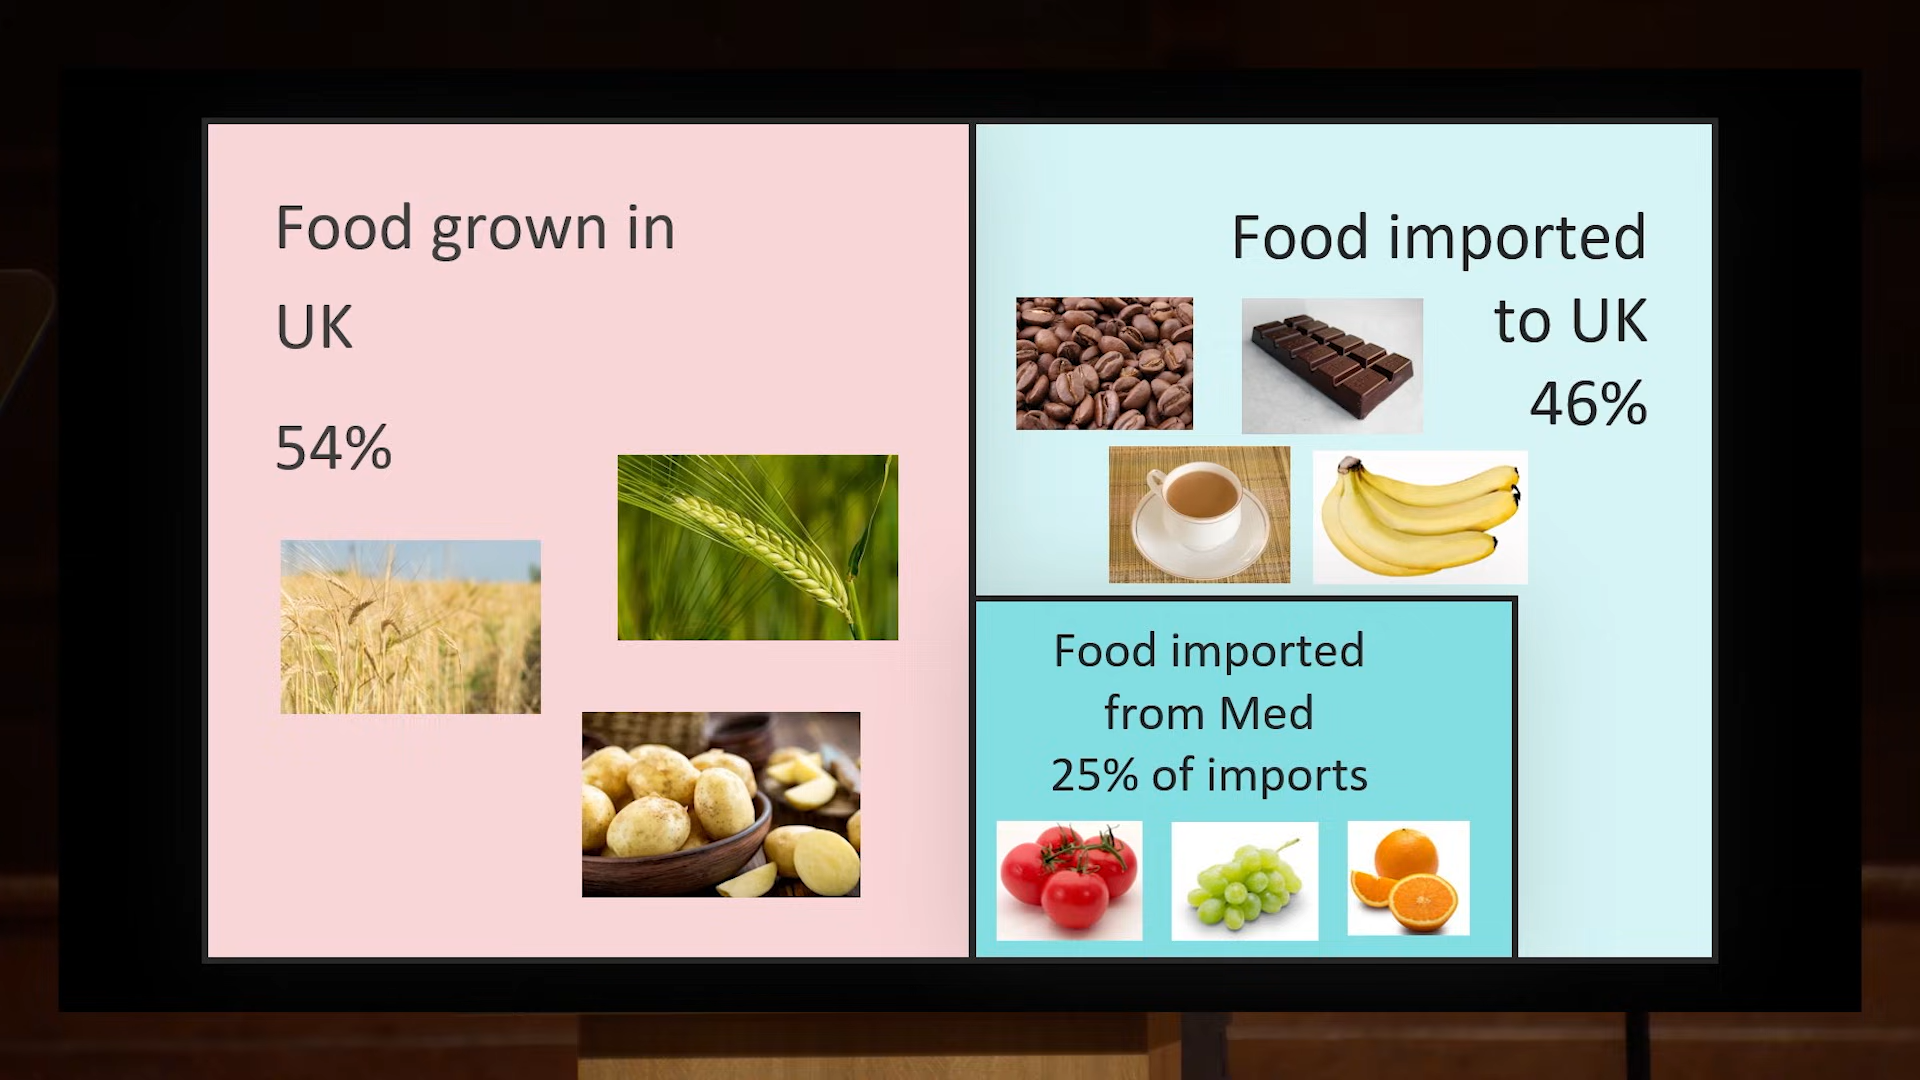 Food grown in
UK
54%
Food imported
to UK
46%
Food imported
from Med
25% of imports